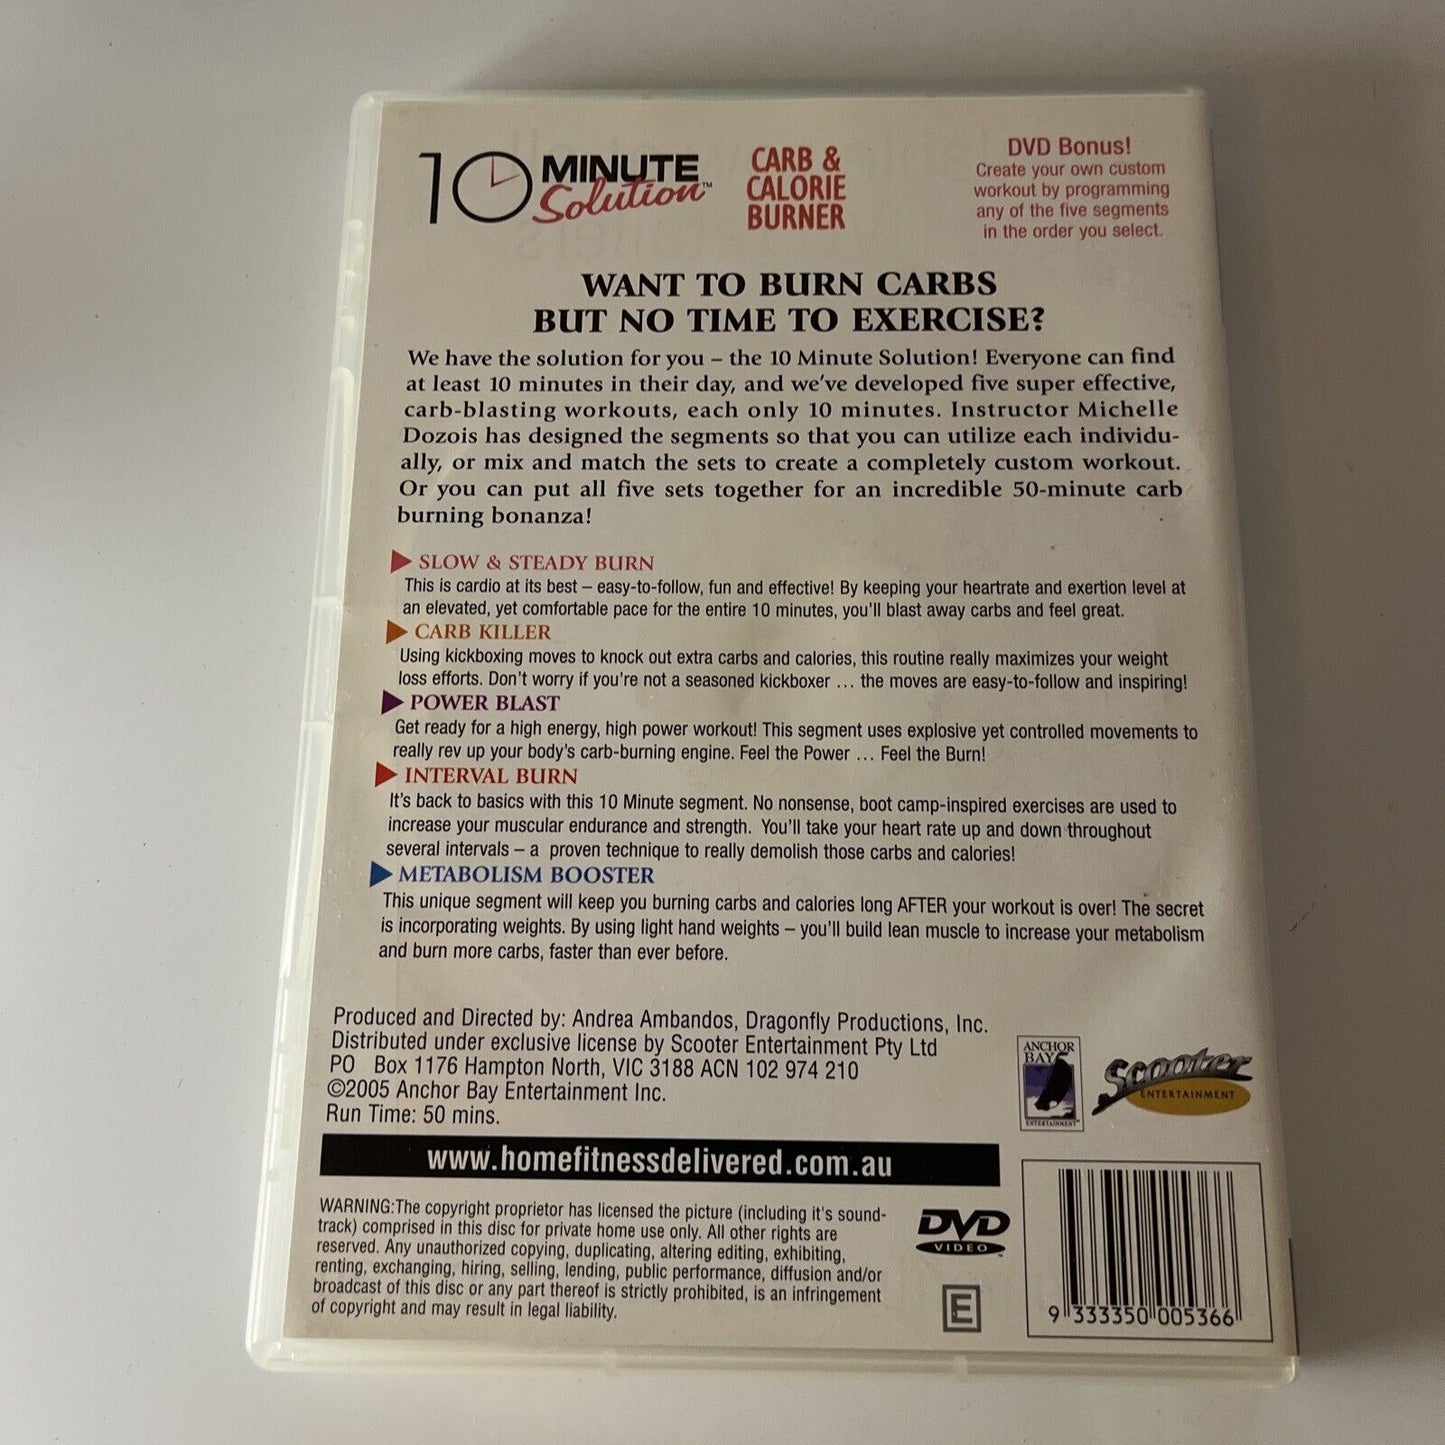 10 MINUTE
Solution™
CARB &
CALORIE
BURNER
DVD Bonus!
Create your own custom
workout by programming
any of the five segments
in the order you select.
WANT TO BURN CARBS
BUT NO TIME TO EXERCISE?
We have the solution for you – the 10 Minute Solution! Everyone can find
at least 10 minutes in their day, and we've developed five super effective,
carb-blasting workouts, each only 10 minutes. Instructor Michelle
Dozois has designed the segments so that you can utilize each individu-
ally, or mix and match the sets to create a completely custom workout.
Or you can put all five sets together for an incredible 50-minute carb
burning bonanza!
SLOW & STEADY BURN
This is cardio at its best – easy-to-follow, fun and effective! By keeping your heartrate and exertion level at
an elevated, yet comfortable pace for the entire 10 minutes, you'll blast away carbs and feel great.
CARB KILLER
Using kickboxing moves to knock out extra carbs and calories, this routine really maximizes your weight
loss efforts. Don't worry if you're not a seasoned kickboxer ... the moves are easy-to-follow and inspiring!
POWER BLAST
Get ready for a high energy, high power workout! This segment uses explosive yet controlled movements to
really rev up your body's carb-burning engine. Feel the Power ... Feel the Burn!
INTERVAL BURN
It's back to basics with this 10 Minute segment. No nonsense, boot camp-inspired exercises are used to
increase your muscular endurance and strength. You'll take your heart rate up and down throughout
several intervals – a proven technique to really demolish those carbs and calories!
METABOLISM BOOSTER
This unique segment will keep you burning carbs and calories long AFTER your workout is over! The secret
is incorporating weights. By using light hand weights – you'll build lean muscle to increase your metabolism
and burn more carbs, faster than ever before.
Produced and Directed by: Andrea Ambandos, Dragonfly Productions, Inc.
Distributed under exclusive license by Scooter Entertainment Pty Ltd
PO Box 1176 Hampton North, VIC 3188 ACN 102 974 210
©2005 Anchor Bay Entertainment Inc.
Run Time: 50 mins.
ANCHOR
BAY
ENTERTAINMENT
Scooter
ENTERTAINMENT
www.homefitnessdelivered.com.au
WARNING:The copyright proprietor has licensed the picture (including it's sound-
track) comprised in this disc for private home use only. All other rights are
reserved. Any unauthorized copying, duplicating, altering editing, exhibiting,
renting, exchanging, hiring, selling, lending, public performance, diffusion and/or
broadcast of this disc or any part thereof is strictly prohibited, is an infringement
of copyright and may result in legal liability.
DVD
VIDEO
E
9 333350 005366